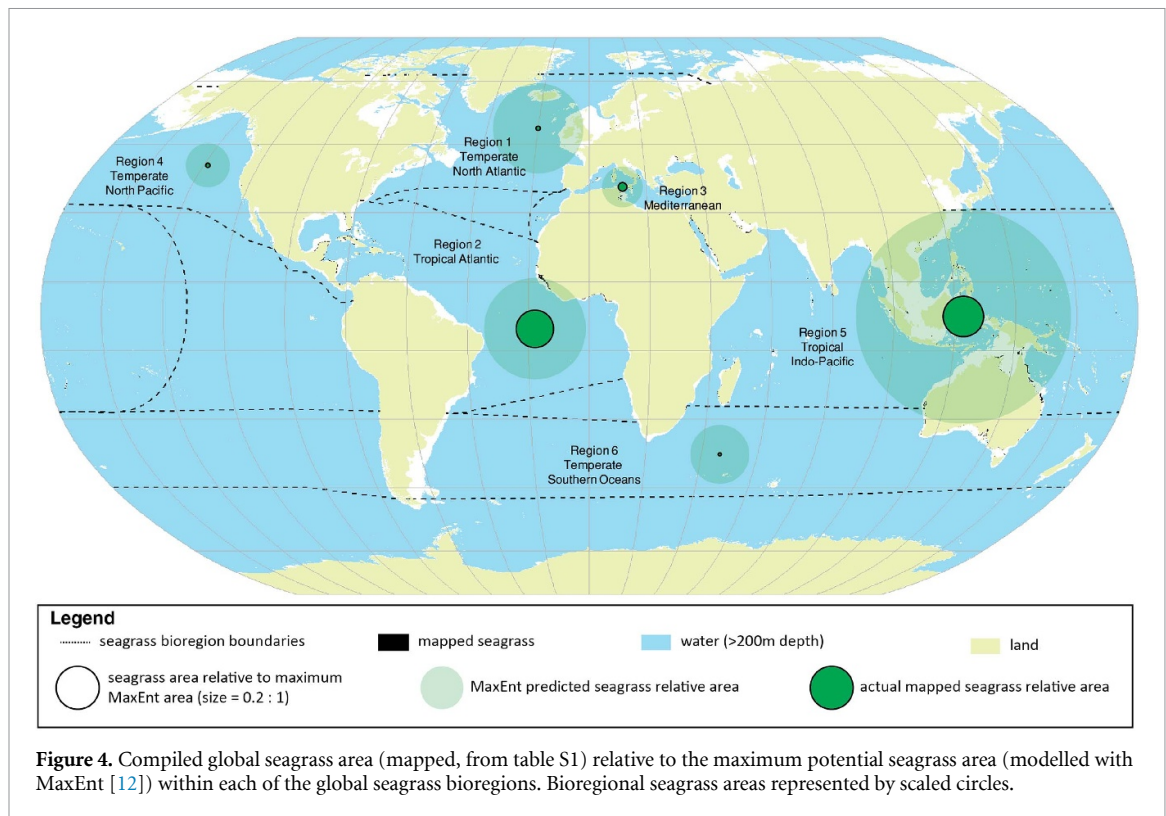 Region 1
Temperate
North Atlantic
Region 4
Temperate
North Pacific
Region 3
Mediterranean
Region 2
Tropical Atlantic
Region 5
Tropical
Indo-Pacific
Region 6
Temperate
Southern Oceans
Legend
seagrass bioregion boundaries
mapped seagrass
water (>200m depth)
land
seagrass area relative to maximum
MaxEnt area (size = 0.2 : 1)
MaxEnt predicted seagrass relative area
actual mapped seagrass relative area
Figure 4. Compiled global seagrass area (mapped, from table S1) relative to the maximum potential seagrass area (modelled with
MaxEnt [12]) within each of the global seagrass bioregions. Bioregional seagrass areas represented by scaled circles.